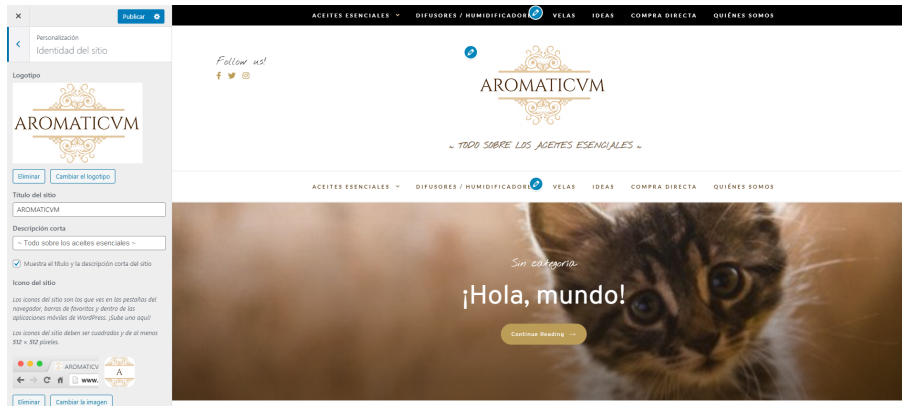 Publicar
Personalización
Identidad del sitio
Logotipo
AROMATICVM
Eliminar
Cambiar el logotipo
Título del sitio
AROMATICVM
Descripción corta
~ Todo sobre los aceites esenciales ~
Muestra el título y la descripción corta del sitio
Icono del sitio
Los iconos del sitio son los que ves en las pestañas del
navegador, barras de favoritos y dentro de las
aplicaciones móviles de WordPress. ¡Sube uno aquí!
Los iconos del sitio deben ser cuadrados y de al menos
512 × 512 píxeles.
AROMATICV
A
www.
Eliminar
Cambiar la imagen
ACEITES ESENCIALES DIFUSORES / HUMIDIFICADORE VELAS IDEAS COMPRA DIRECTA QUIÉNES SOMOS
Follow us!
AROMATICVM
~ TODO SOBRE LOS ACEITES ESENCIALES ~
ACEITES ESENCIALES DIFUSORES / HUMIDIFICADORE VELAS IDEAS COMPRA DIRECTA QUIÉNES SOMOS
Sin categoría
¡Hola, mundo!
Continue Reading →